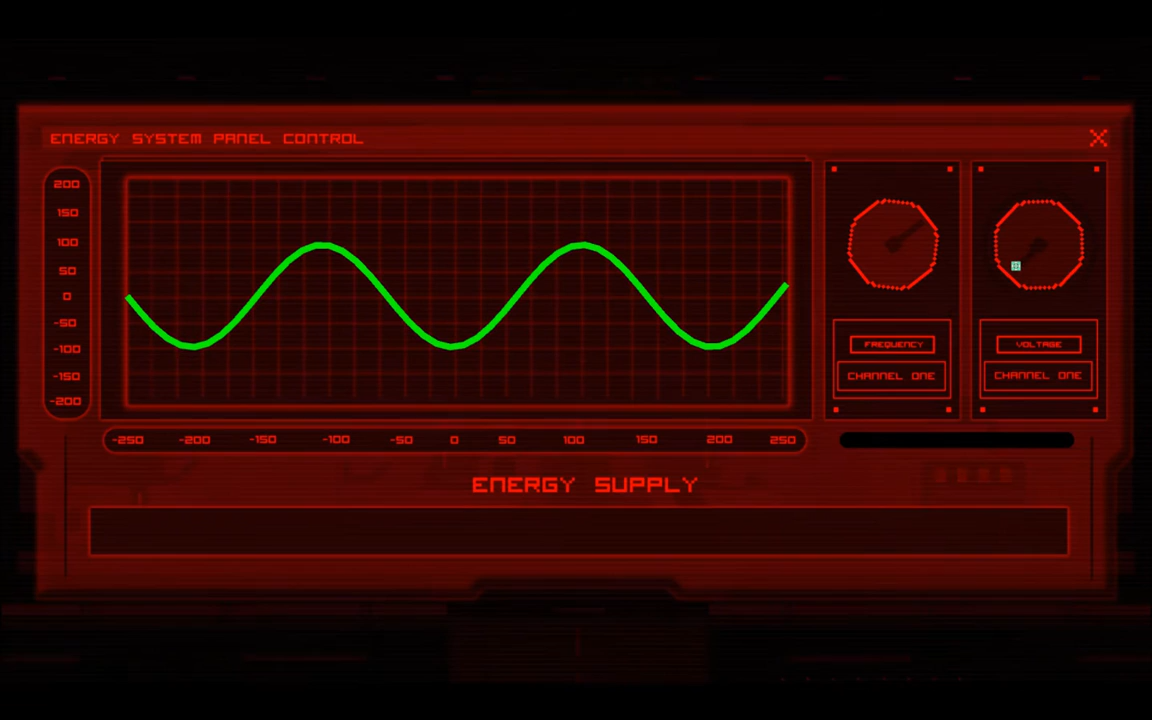 ENERGY SYSTEM PANEL CONTROL
X
200
150
100
50
0
-50
-100
-150
-200
FREQUENCY
CHANNEL ONE
VOLTAGE
CHANNEL ONE
-250 -200 -150 -100 -50 0 50 100 150 200 250
ENERGY SUPPLY